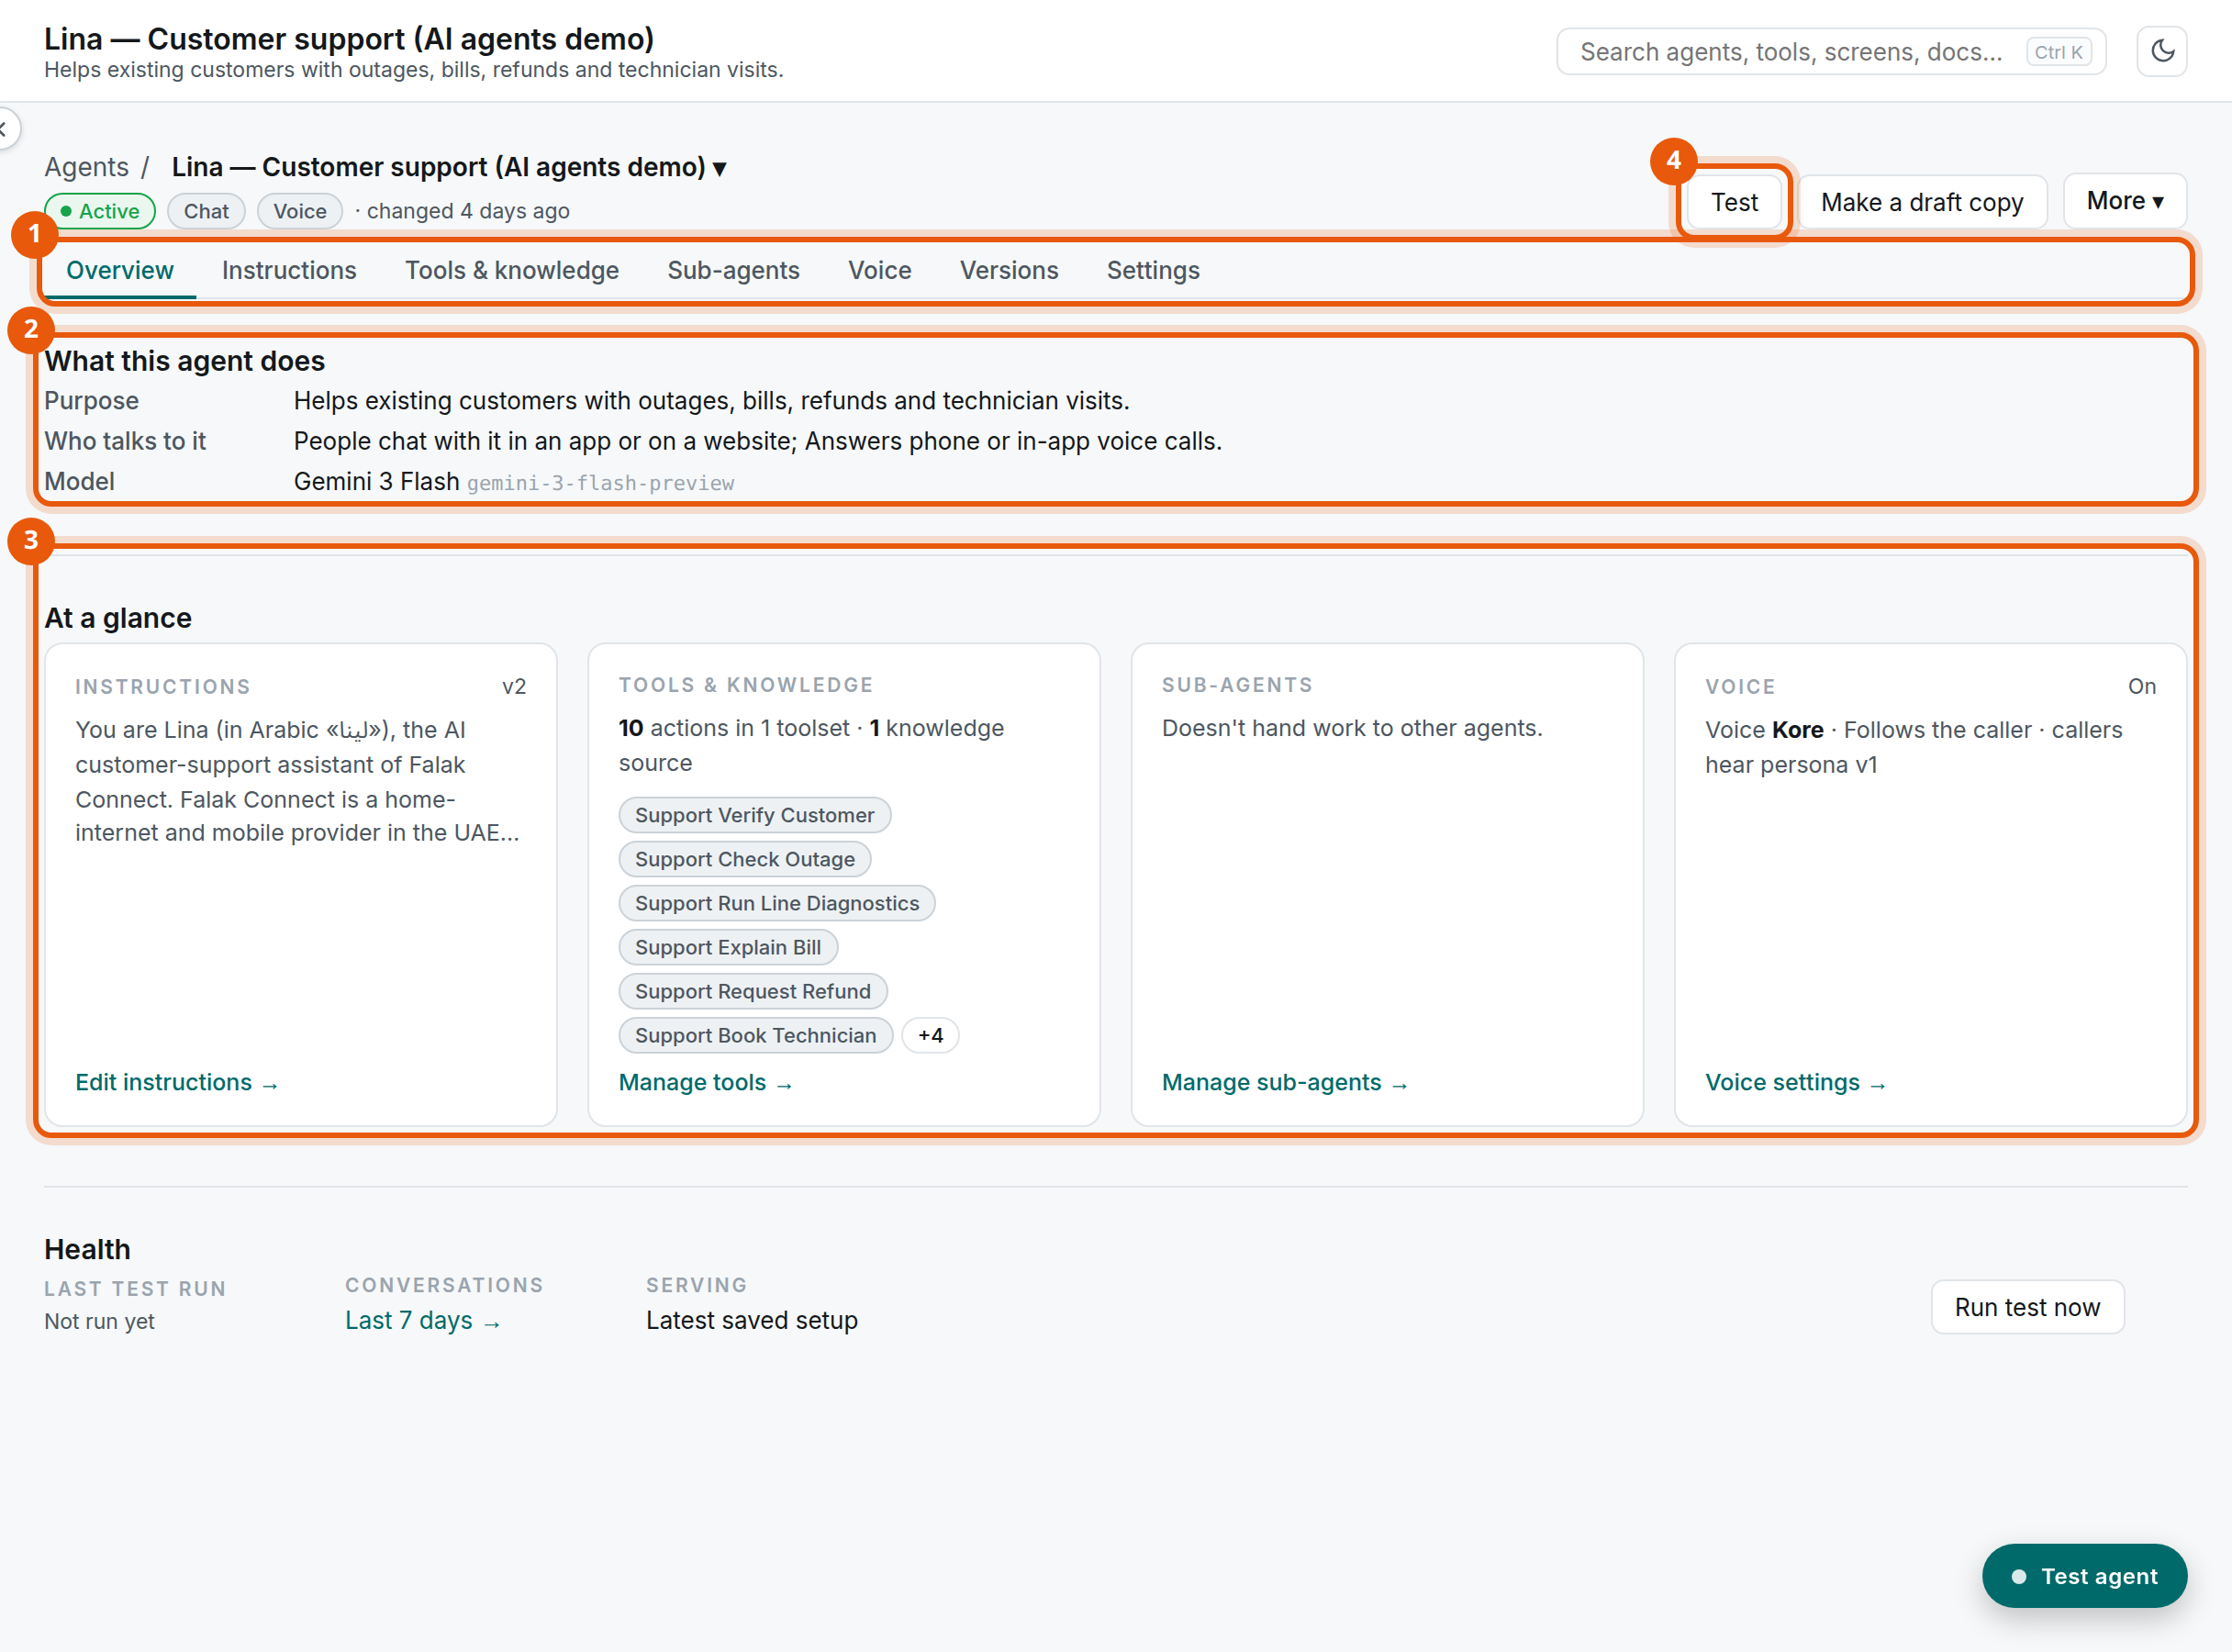 Lina — Customer support (AI agents demo)
Helps existing customers with outages, bills, refunds and technician visits.
Search agents, tools, screens, docs... Ctrl K
Agents / Lina — Customer support (AI agents demo) ▾
Active Chat Voice · changed 4 days ago
4
Test Make a draft copy More ▾
1
Overview Instructions Tools & knowledge Sub-agents Voice Versions Settings
2
What this agent does
Purpose Helps existing customers with outages, bills, refunds and technician visits.
Who talks to it People chat with it in an app or on a website; Answers phone or in-app voice calls.
Model Gemini 3 Flash gemini-3-flash-preview
3
At a glance
INSTRUCTIONS v2
You are Lina (in Arabic «لينا»), the AI
customer-support assistant of Falak
Connect. Falak Connect is a home-
internet and mobile provider in the UAE...
Edit instructions →
TOOLS & KNOWLEDGE
10 actions in 1 toolset · 1 knowledge
source
Support Verify Customer
Support Check Outage
Support Run Line Diagnostics
Support Explain Bill
Support Request Refund
Support Book Technician +4
Manage tools →
SUB-AGENTS
Doesn't hand work to other agents.
Manage sub-agents →
VOICE On
Voice Kore · Follows the caller · callers
hear persona v1
Voice settings →
Health
LAST TEST RUN
Not run yet
CONVERSATIONS
Last 7 days →
SERVING
Latest saved setup
Run test now
Test agent